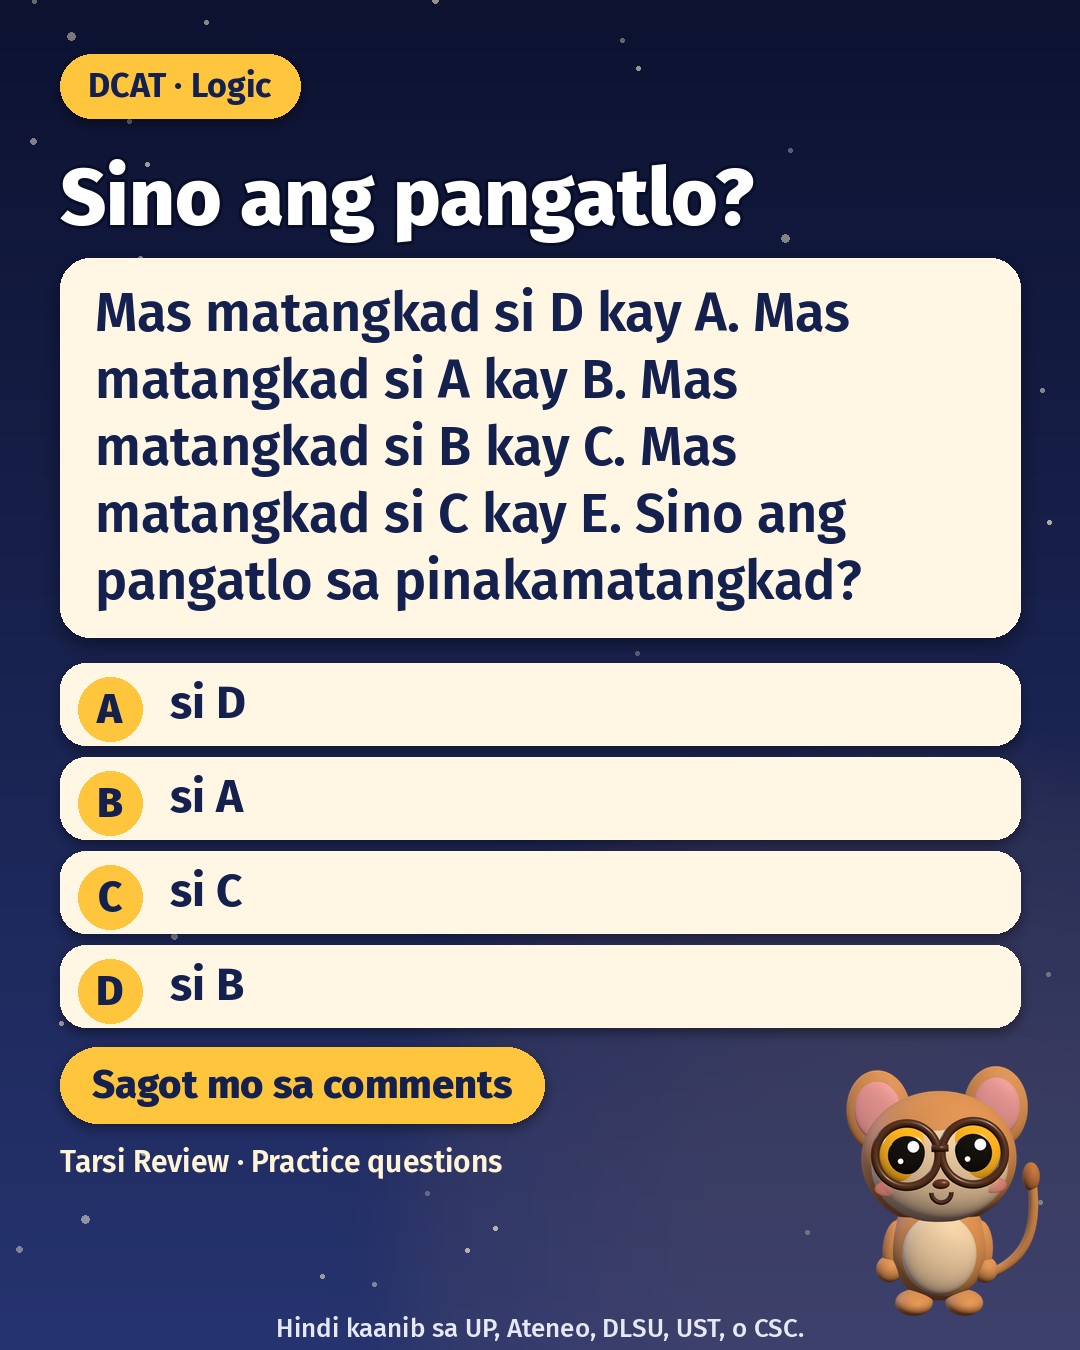 DCAT · Logic
Sino ang pangatlo?
Mas matangkad si D kay A. Mas
matangkad si A kay B. Mas
matangkad si B kay C. Mas
matangkad si C kay E. Sino ang
pangatlo sa pinakamatangkad?
A si D
B si A
C si C
D si B
Sagot mo sa comments
Tarsi Review · Practice questions
Hindi kaanib sa UP, Ateneo, DLSU, UST, o CSC.